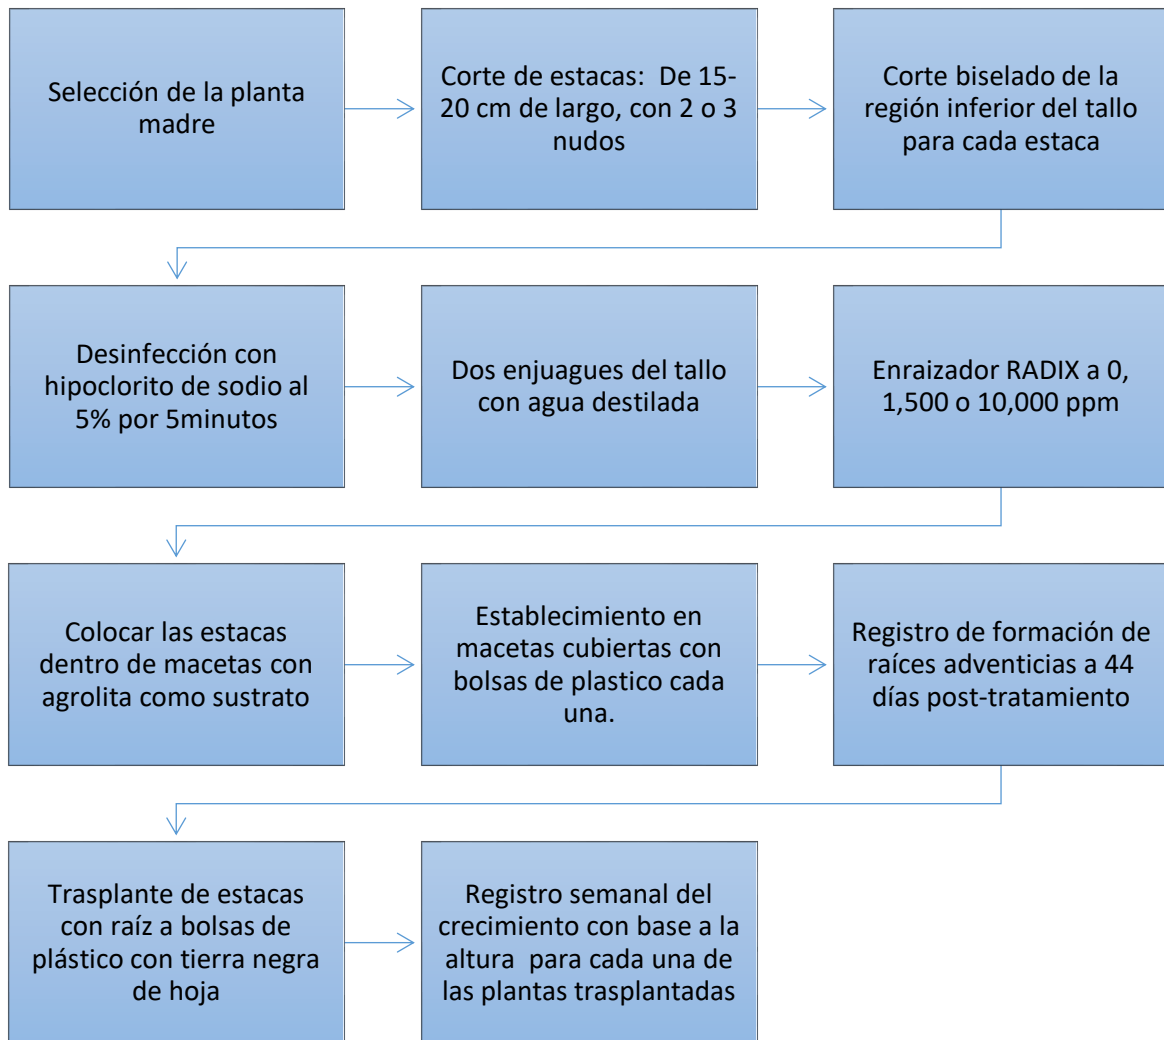 Selección de la planta
madre
Corte de estacas: De 15-
20 cm de largo, con 2 o 3
nudos
Corte biselado de la
región inferior del tallo
para cada estaca
Desinfección con
hipoclorito de sodio al
5% por 5minutos
Dos enjuagues del tallo
con agua destilada
Enraizador RADIX a 0,
1,500 o 10,000 ppm
Colocar las estacas
dentro de macetas con
agrolita como sustrato
Establecimiento en
macetas cubiertas con
bolsas de plastico cada
una.
Registro de formación de
raíces adventicias a 44
días post-tratamiento
Trasplante de estacas
con raíz a bolsas de
plástico con tierra negra
de hoja
Registro semanal del
crecimiento con base a la
altura para cada una de
las plantas trasplantadas